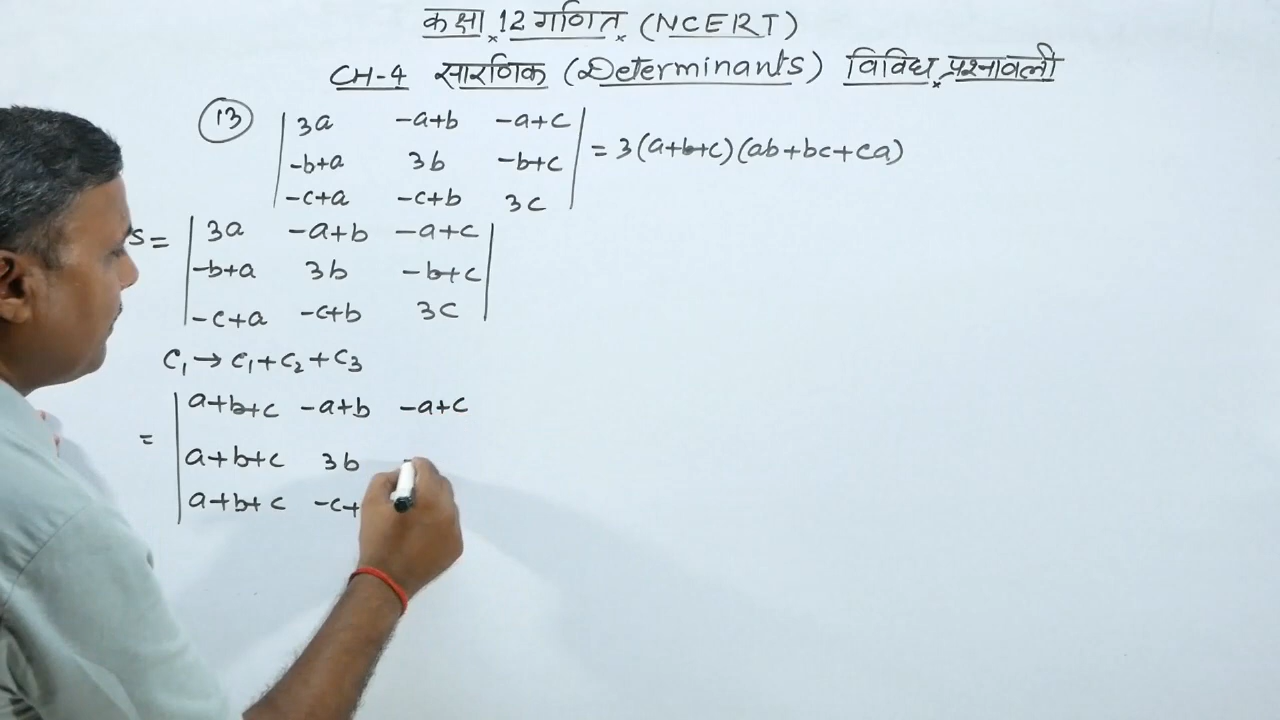 कक्षा 12 गणित (NCERT)
CH-4 सारणिक (Determinants) विविध प्रश्नावली
13 | 3a -a+b -a+c |
| -b+a 3b -b+c | = 3(a+b+c)(ab+bc+ca)
| -c+a -c+b 3c |
| 3a -a+b -a+c |
S = | -b+a 3b -b+c |
| -c+a -c+b 3c |
C₁ → C₁+C₂+C₃
| a+b+c -a+b -a+c |
= | a+b+c 3b
| a+b+c -c+